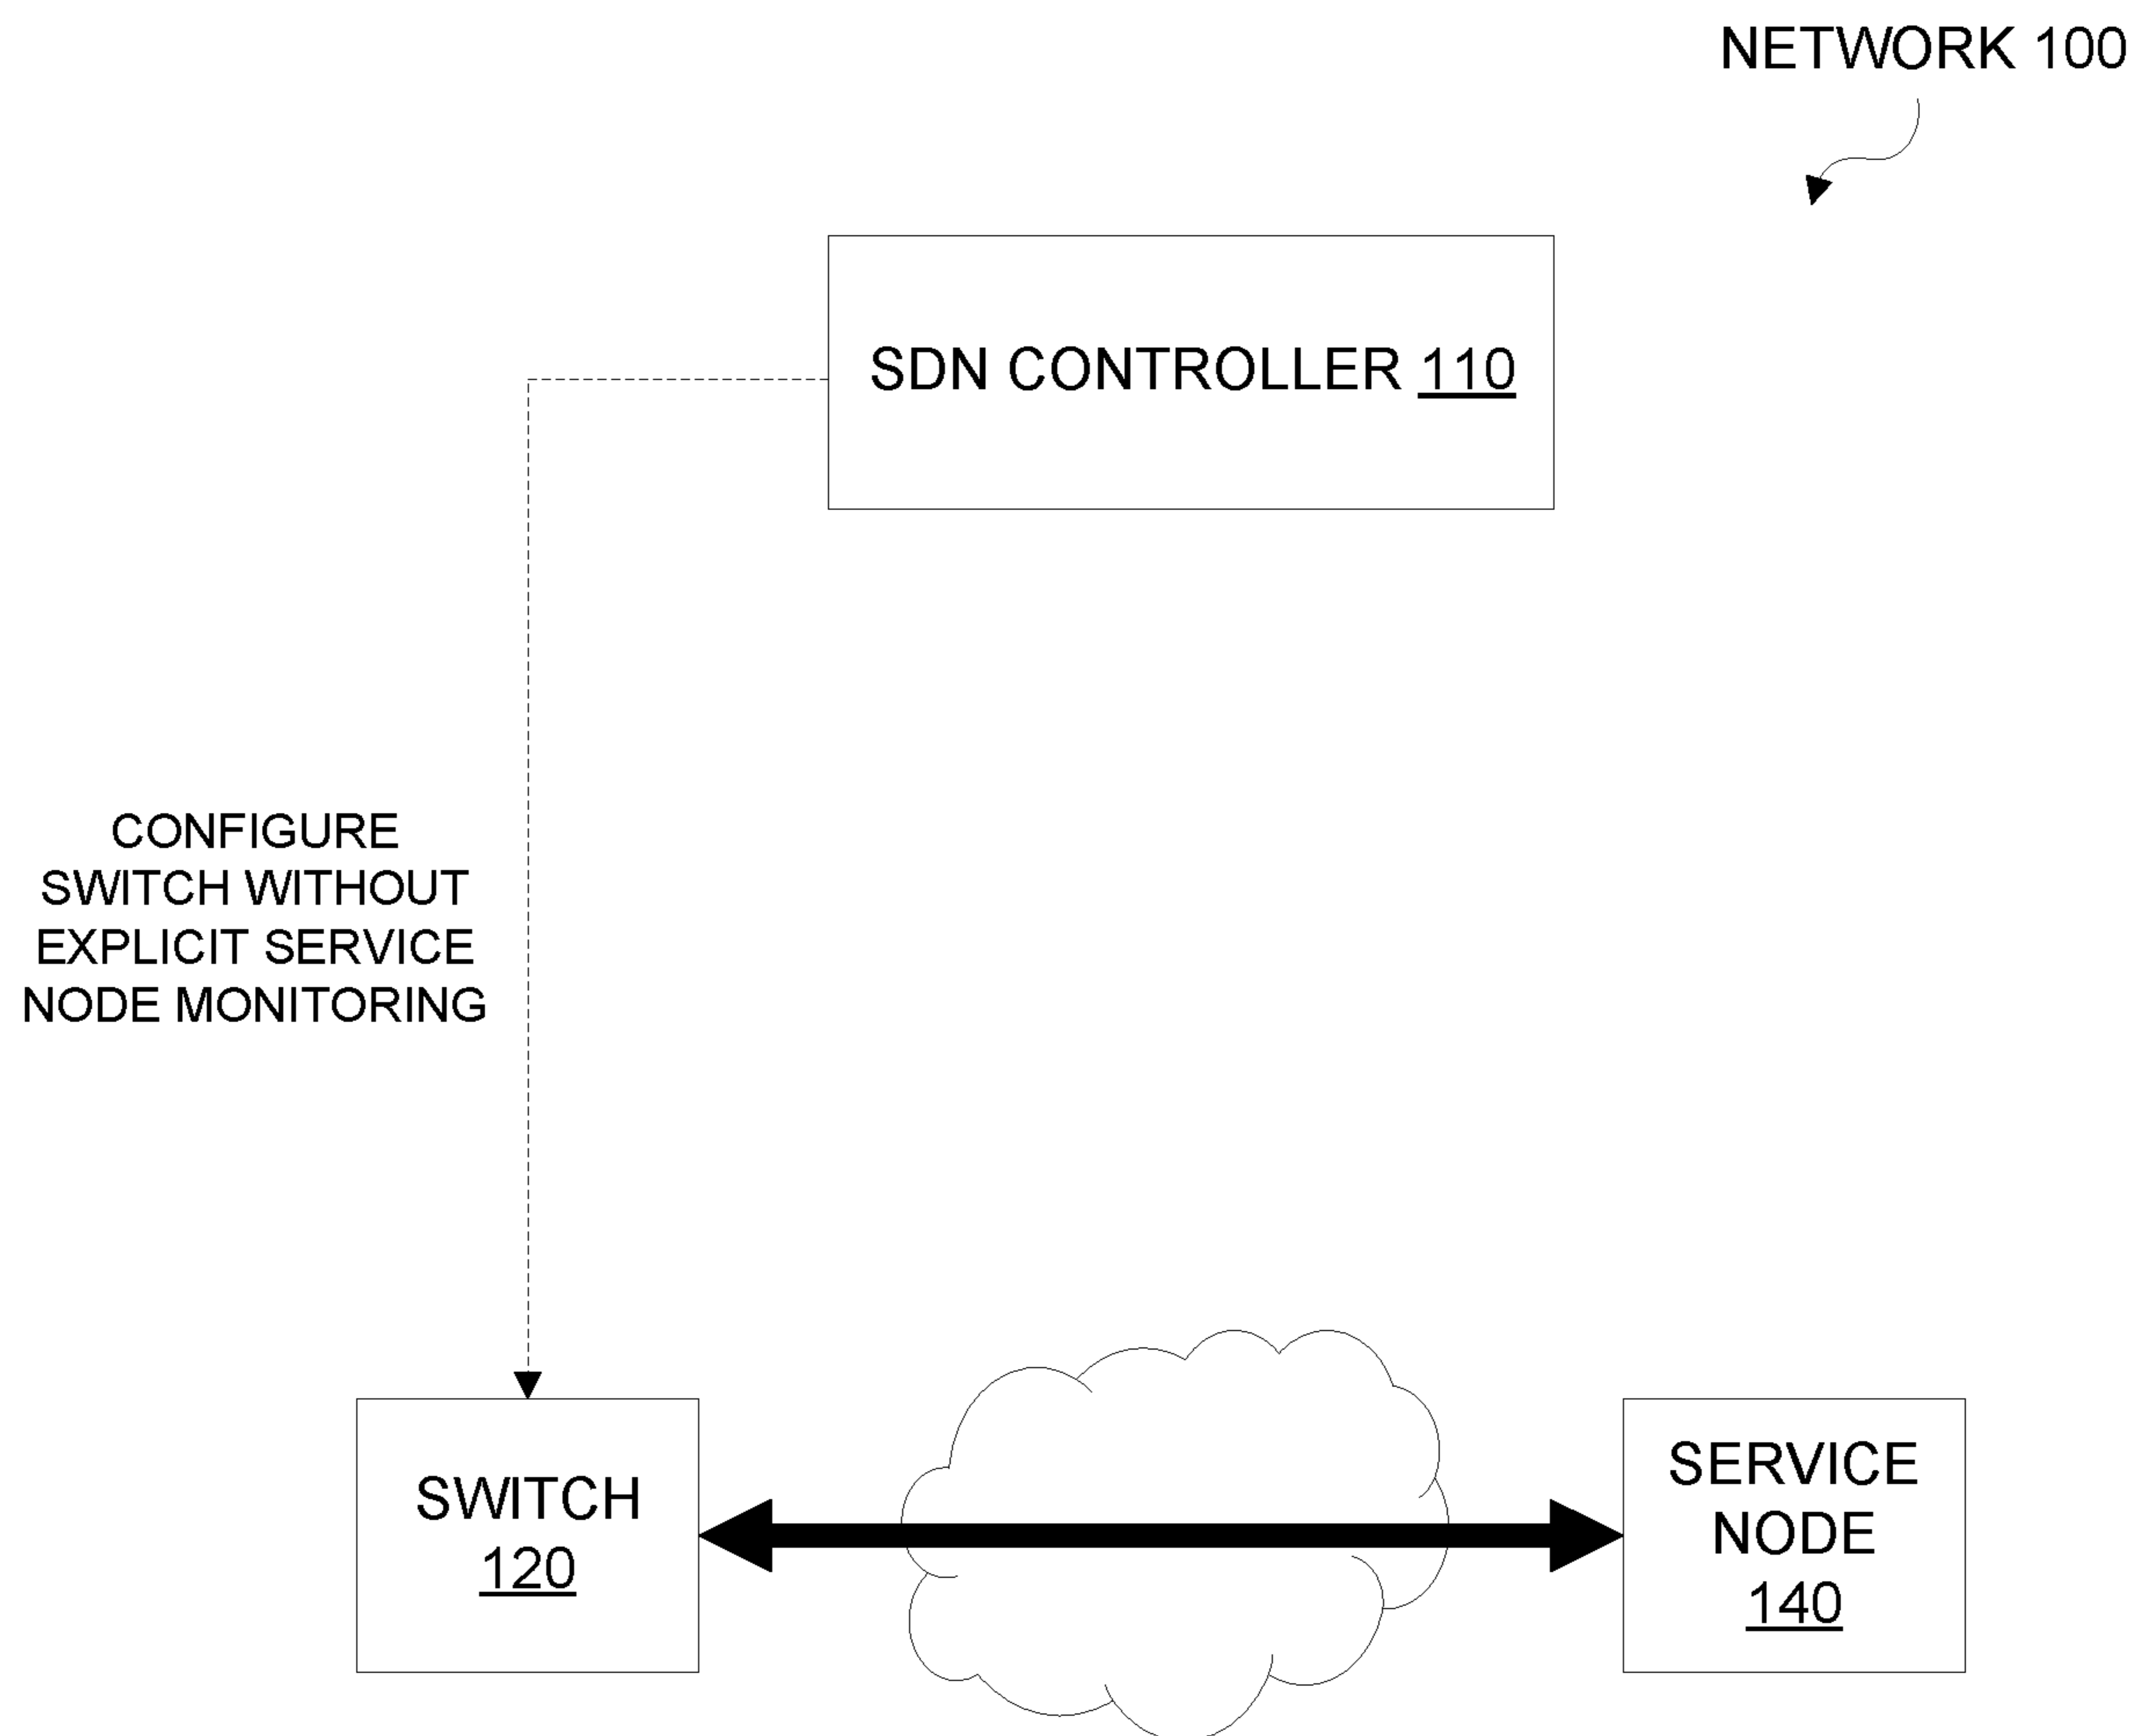 NETWORK 100
SDN CONTROLLER 110
CONFIGURE
SWITCH WITHOUT
EXPLICIT SERVICE
NODE MONITORING
SWITCH
120
SERVICE
NODE
140